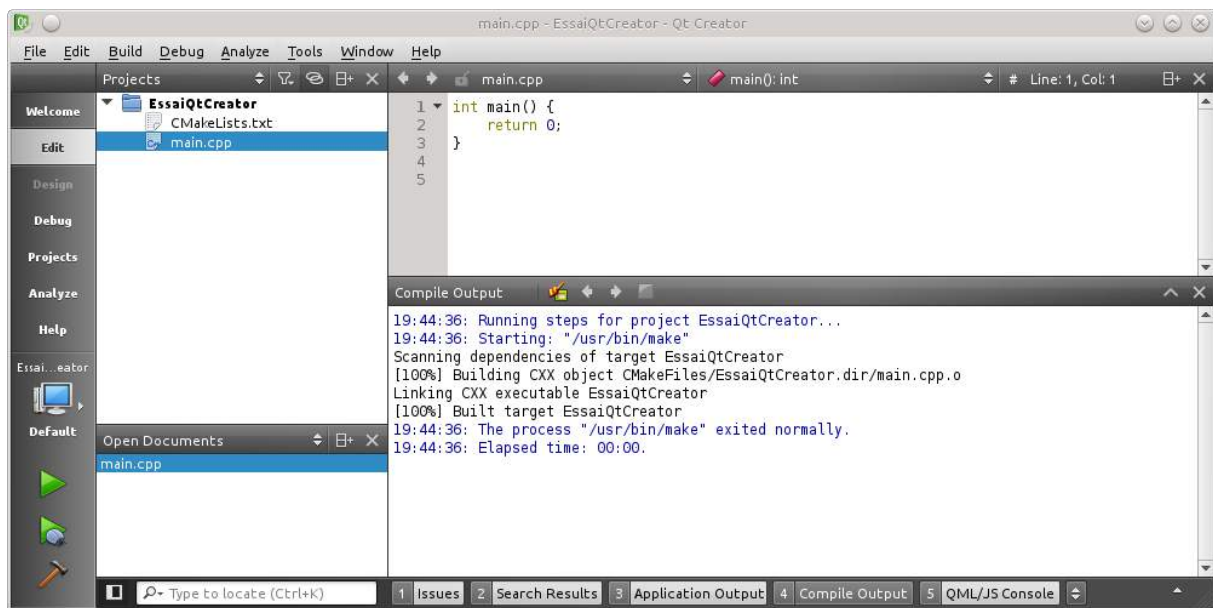 main.cpp - EssaiQtCreator - Qt Creator
File Edit Build Debug Analyze Tools Window Help
Projects
main.cpp
main(): int
# Line: 1, Col: 1
Welcome
Edit
Design
Debug
Projects
Analyze
Help
Essai...eator
Default
EssaiQtCreator
CMakeLists.txt
main.cpp
1 int main() {
2 return 0;
3 }
4
5
Compile Output
19:44:36: Running steps for project EssaiQtCreator...
19:44:36: Starting: "/usr/bin/make"
Scanning dependencies of target EssaiQtCreator
[100%] Building CXX object CMakeFiles/EssaiQtCreator.dir/main.cpp.o
Linking CXX executable EssaiQtCreator
[100%] Built target EssaiQtCreator
19:44:36: The process "/usr/bin/make" exited normally.
19:44:36: Elapsed time: 00:00.
Open Documents
main.cpp
Type to locate (Ctrl+K)
1 Issues 2 Search Results 3 Application Output 4 Compile Output 5 QML/JS Console